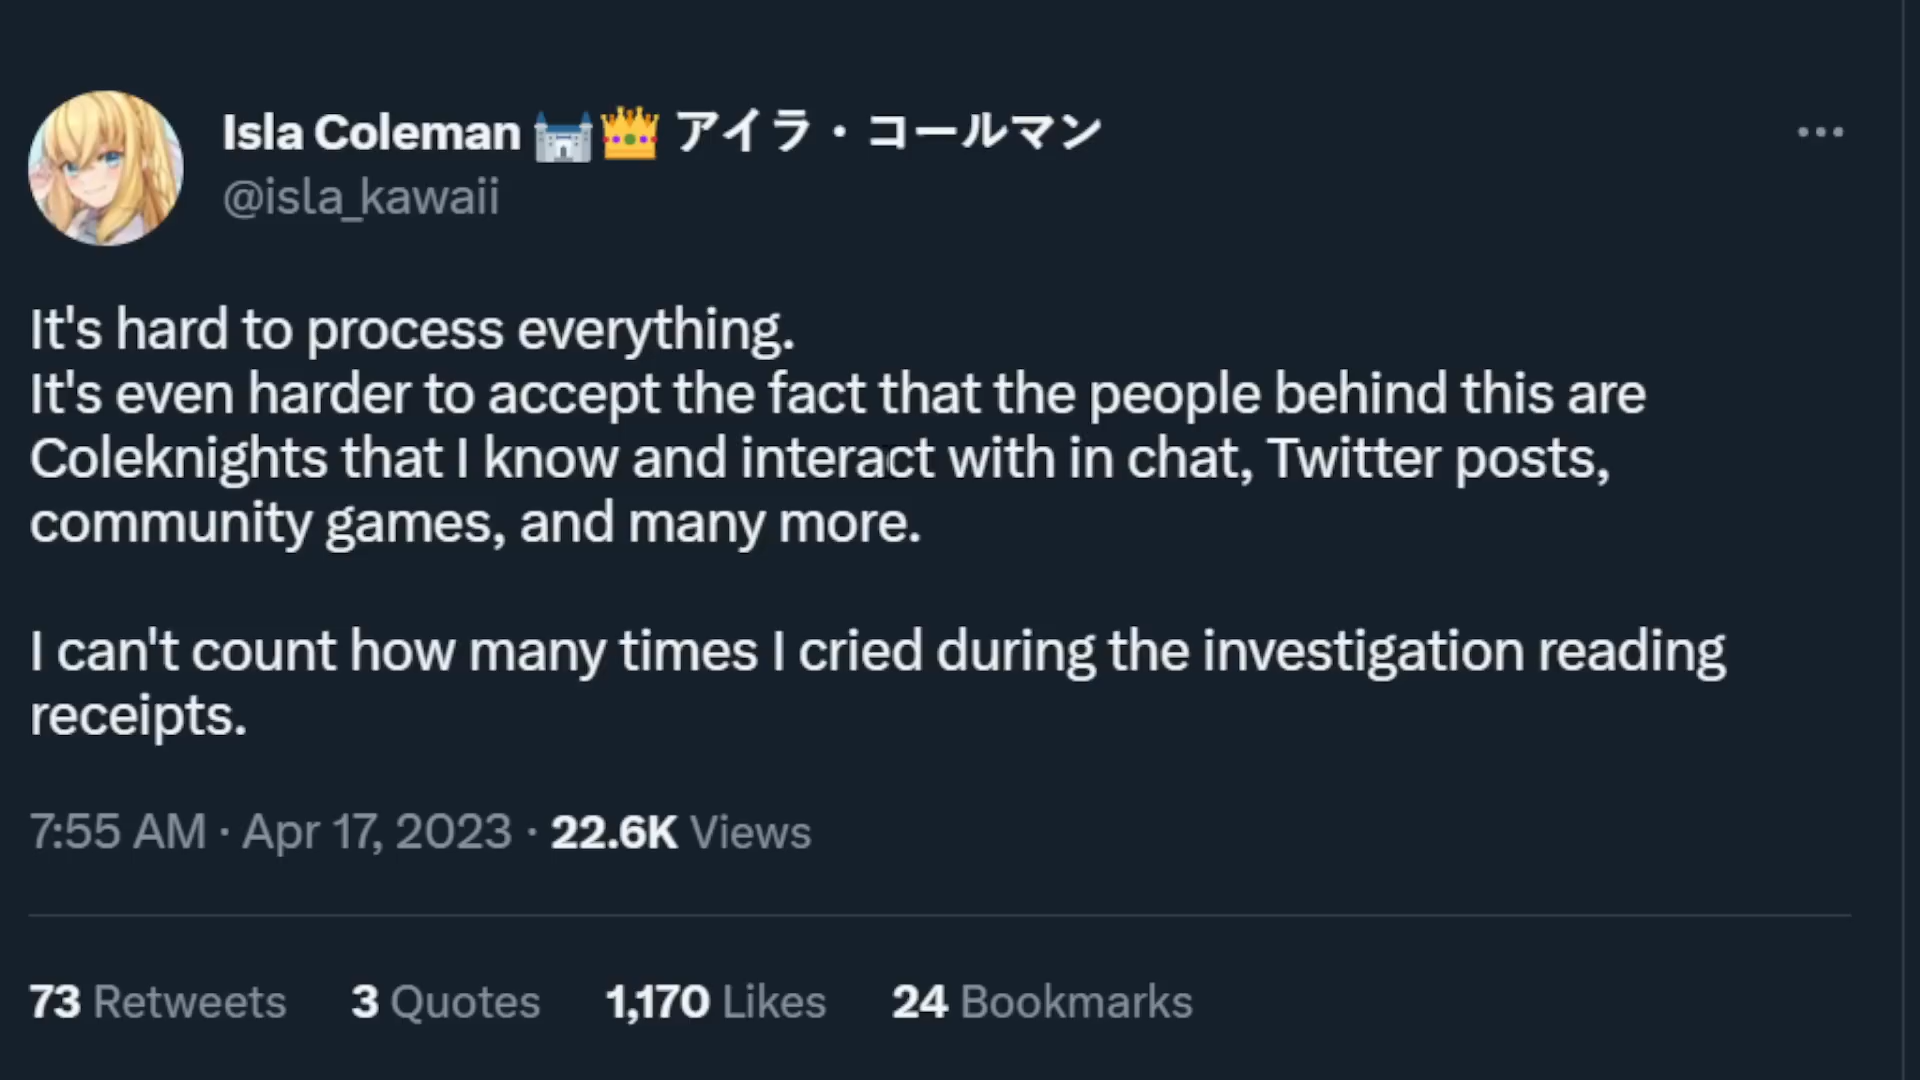 Isla Coleman 🏰👑 アイラ・コールマン
@isla_kawaii
It's hard to process everything.
It's even harder to accept the fact that the people behind this are
Coleknights that I know and interact with in chat, Twitter posts,
community games, and many more.
I can't count how many times I cried during the investigation reading
receipts.
7:55 AM · Apr 17, 2023 · 22.6K Views
73 Retweets 3 Quotes 1,170 Likes 24 Bookmarks